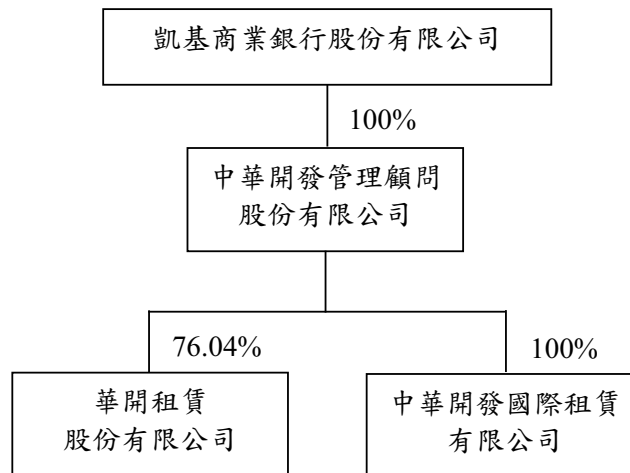 凱基商業銀行股份有限公司
100%
中華開發管理顧問
股份有限公司
76.04%
100%
華開租賃
股份有限公司
中華開發國際租賃
有限公司